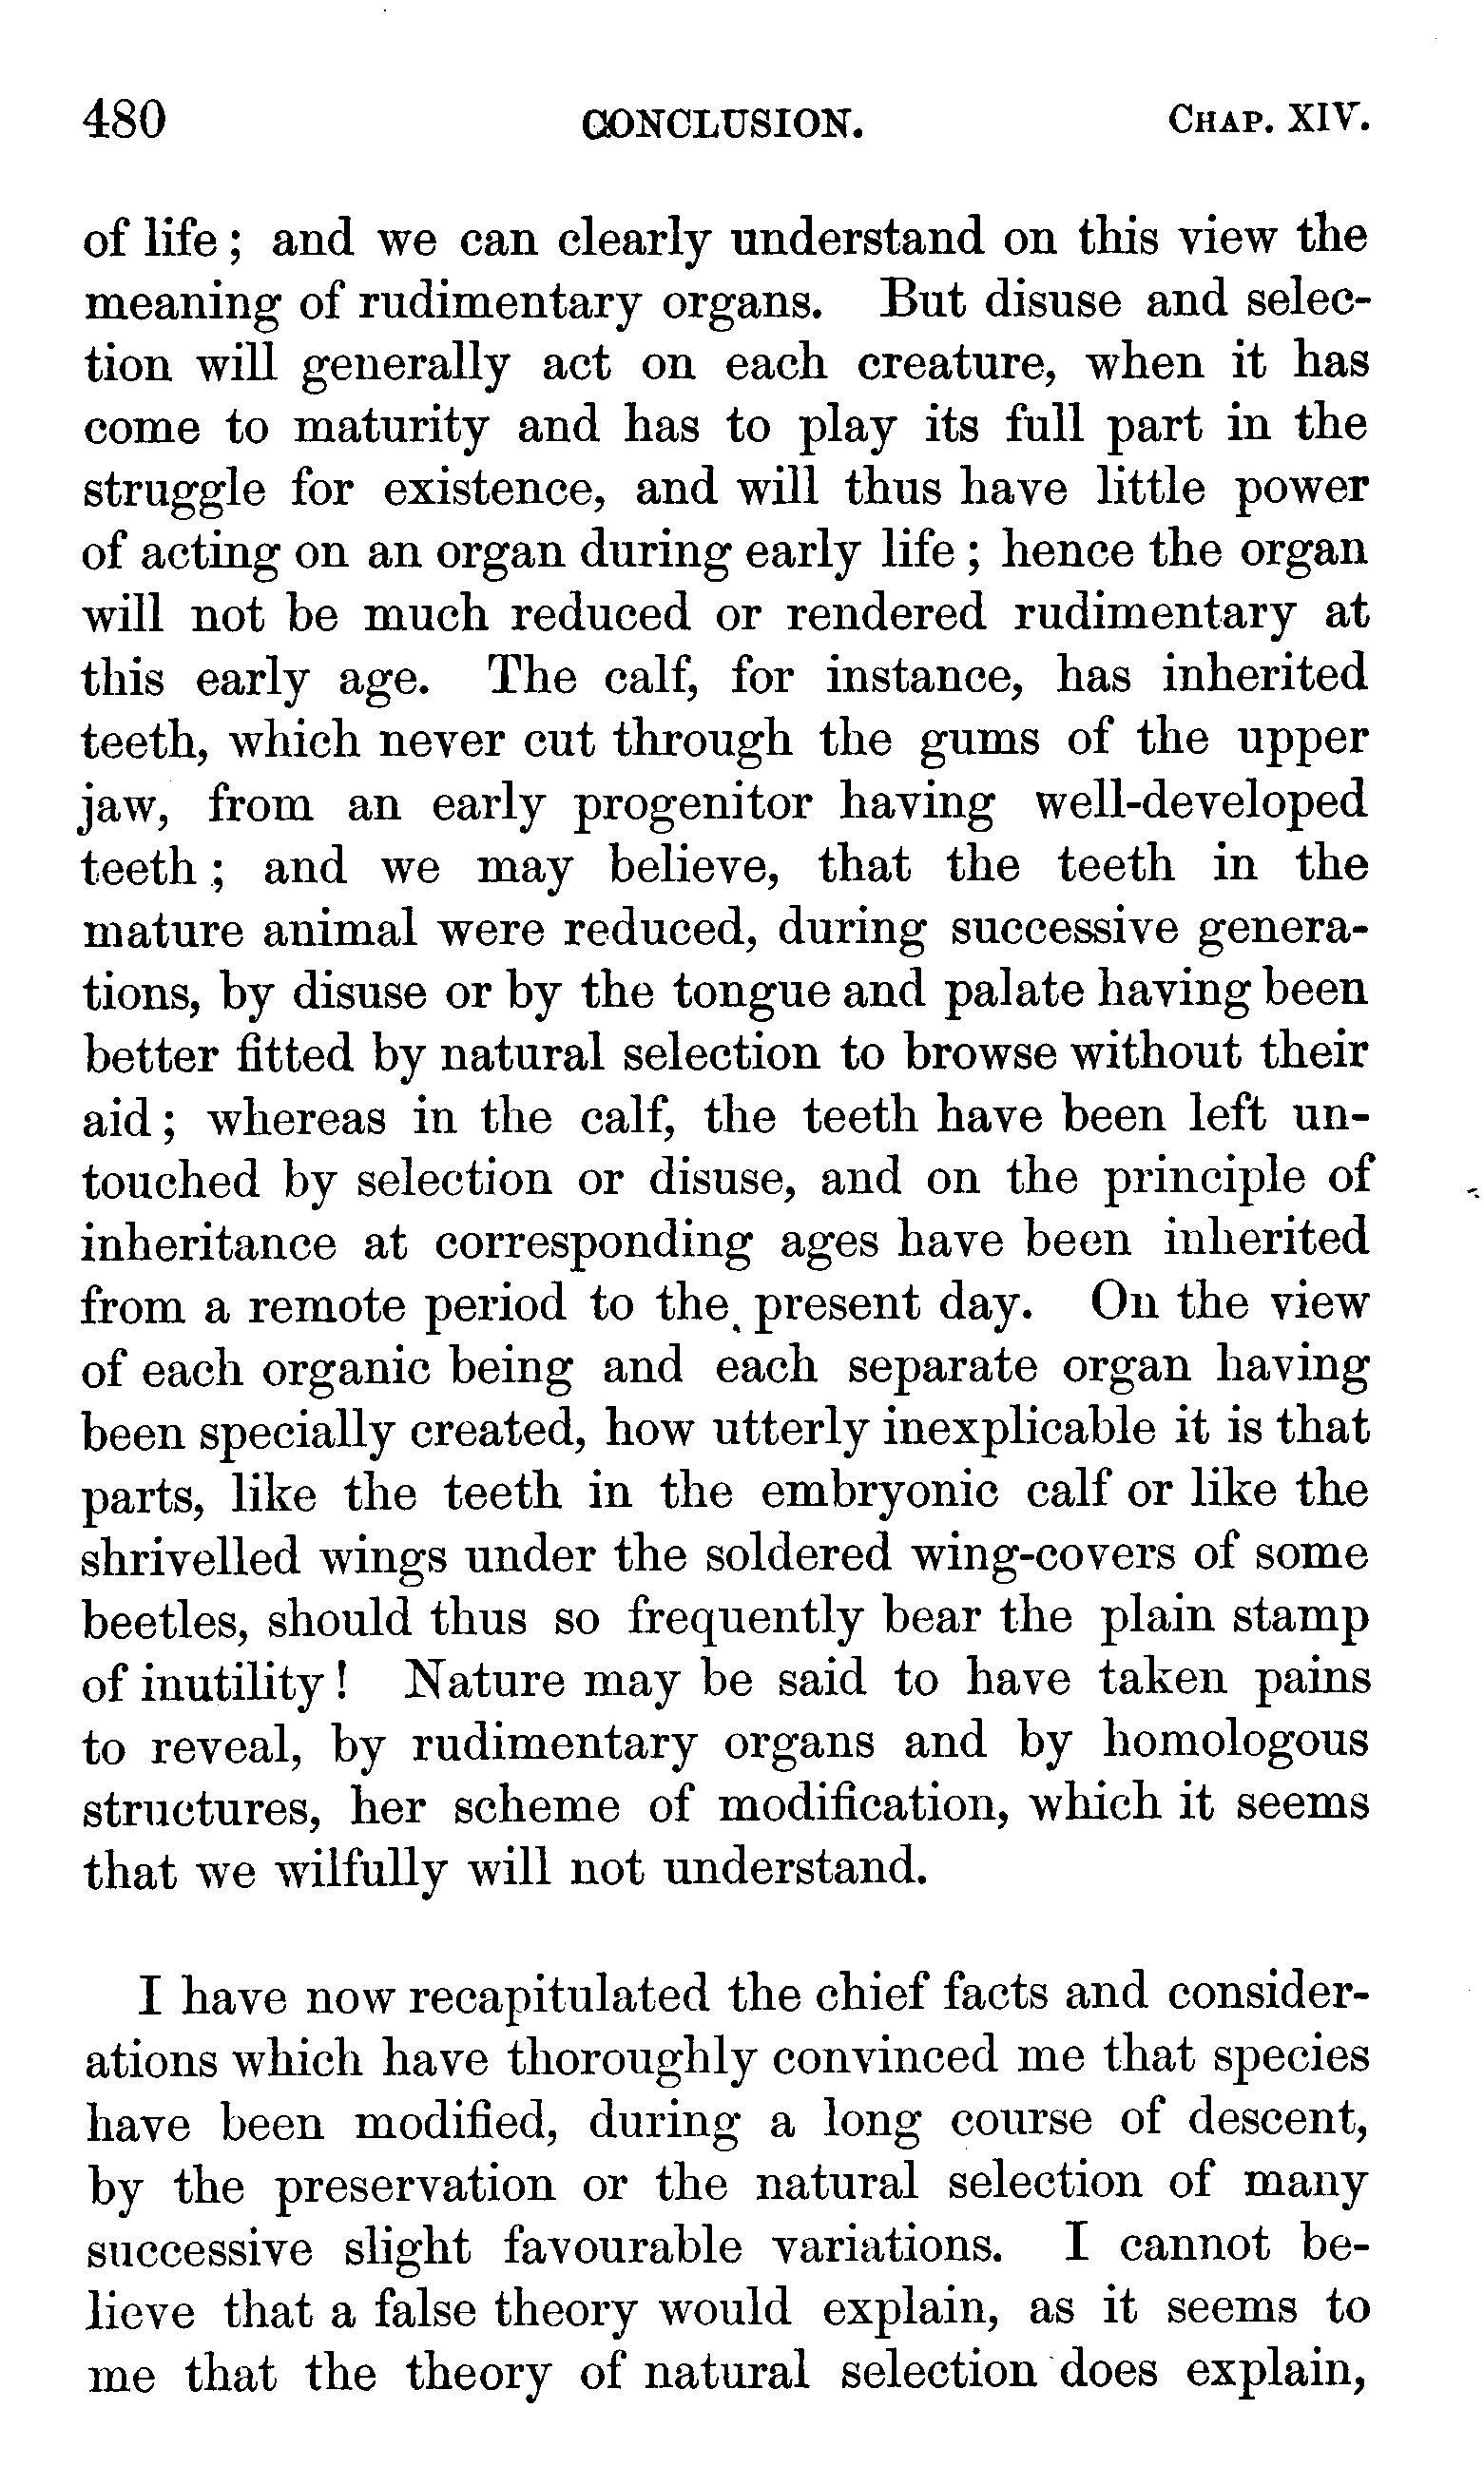 480 CONCLUSION. CHAP. XIV.
of life; and we can clearly understand on this view the
meaning of rudimentary organs. But disuse and selec-
tion will generally act on each creature, when it has
come to maturity and has to play its full part in the
struggle for existence, and will thus have little power
of acting on an organ during early life; hence the organ
will not be much reduced or rendered rudimentary at
this early age. The calf, for instance, has inherited
teeth, which never cut through the gums of the upper
jaw, from an early progenitor having well-developed
teeth; and we may believe, that the teeth in the
mature animal were reduced, during successive genera-
tions, by disuse or by the tongue and palate having been
better fitted by natural selection to browse without their
aid; whereas in the calf, the teeth have been left un-
touched by selection or disuse, and on the principle of
inheritance at corresponding ages have been inherited
from a remote period to the present day. On the view
of each organic being and each separate organ having
been specially created, how utterly inexplicable it is that
parts, like the teeth in the embryonic calf or like the
shrivelled wings under the soldered wing-covers of some
beetles, should thus so frequently bear the plain stamp
of inutility! Nature may be said to have taken pains
to reveal, by rudimentary organs and by homologous
structures, her scheme of modification, which it seems
that we wilfully will not understand.
I have now recapitulated the chief facts and consider-
ations which have thoroughly convinced me that species
have been modified, during a long course of descent,
by the preservation or the natural selection of many
successive slight favourable variations. I cannot be-
lieve that a false theory would explain, as it seems to
me that the theory of natural selection does explain,